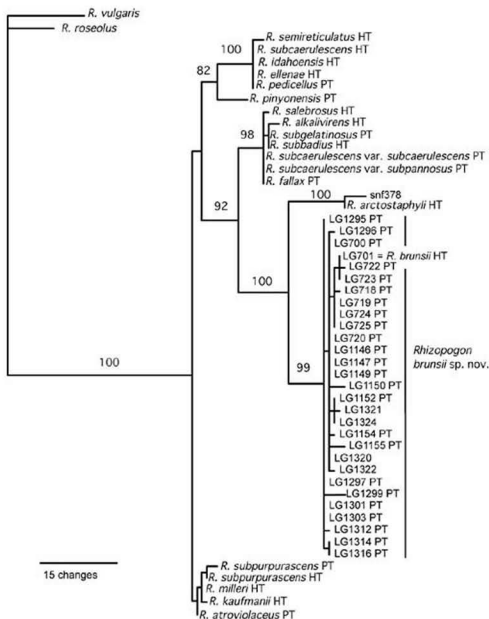 R. vulgaris
R. roseolus
R. semireticulatus HT
100
R. subcaerulescens HT
R. idahoensis HT
82
R. ellenae HT
R. pedicellus PT
R. pinyonensis PT
R. salebrosus HT
R. alkalivirens HT
98
R. subgelatinosus PT
R. subbadius HT
R. subcaerulescens var. subcaerulescens PT
R. subcaerulescens var. subpannosus PT
R. fallax PT
100
snf378
92
R. arctostaphyli HT
LG1295 PT
LG1296 PT
LG700 PT
LG701 = R. brunsii HT
LG722 PT
100
LG723 PT
LG718 PT
LG719 PT
LG724 PT
LG725 PT
LG720 PT
LG1146 PT
Rhizopogon
brunsii sp. nov.
LG1147 PT
100
99
LG1149 PT
LG1150 PT
LG1152 PT
LG1321
LG1324
LG1154 PT
LG1155 PT
LG1320
LG1322
LG1297 PT
LG1299 PT
LG1301 PT
LG1303 PT
LG1312 PT
LG1314 PT
LG1316 PT
15 changes
R. subpurpurascens PT
R. subpurpurascens HT
R. milleri HT
R. kaufmanii HT
R. atroviolaceus PT